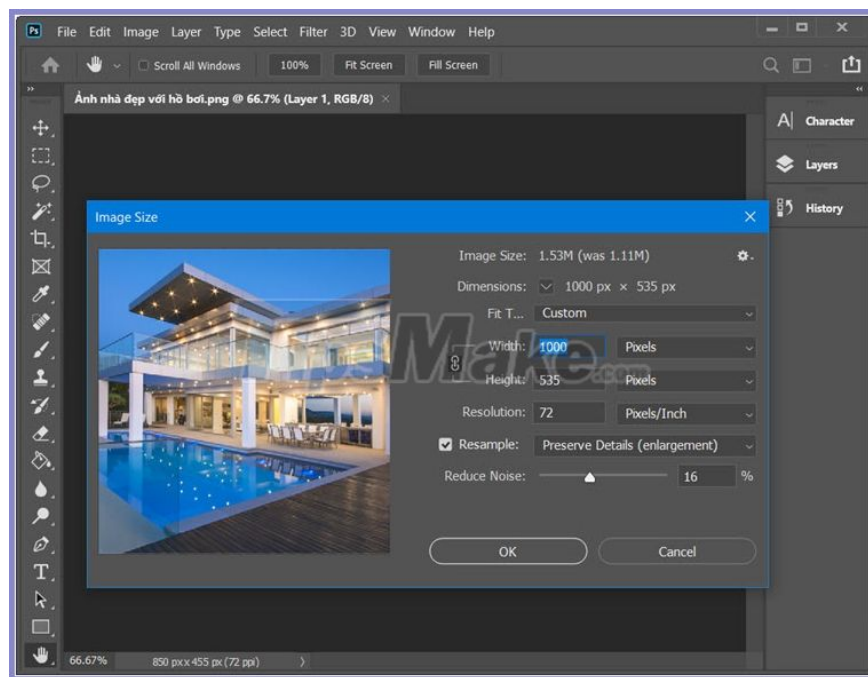 Ps File Edit Image Layer Type Select Filter 3D View Window Help
Scroll All Windows 100% Fit Screen Fill Screen
Ảnh nhà đẹp với hồ bơi.png @ 66.7% (Layer 1, RGB/8) ×
Character
Layers
History
Image Size
Image Size: 1.53M (was 1.11M)
Dimensions: 1000 px × 535 px
Fit T... Custom
Width: 1000 Pixels
Height: 535 Pixels
Resolution: 72 Pixels/Inch
Resample: Preserve Details (enlargement)
Reduce Noise: 16 %
OK Cancel
TipsMake.com
66.67% 850 px x 455 px (72 ppi)